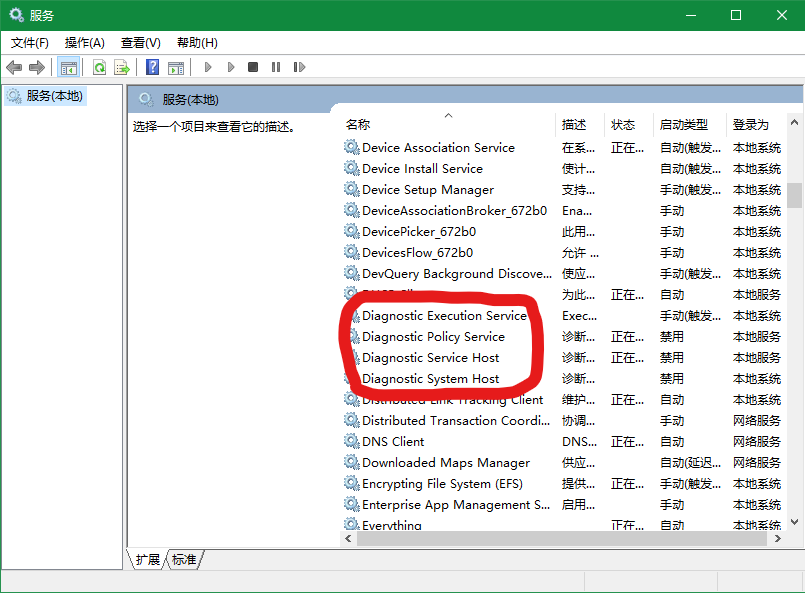 服务
文件(F) 操作(A) 查看(V) 帮助(H)
服务(本地)
服务(本地)
选择一个项目来查看它的描述。
名称 描述 状态 启动类型 登录为
Device Association Service 在系... 正在... 自动(触发... 本地系统
Device Install Service 使计... 自动(触发... 本地系统
Device Setup Manager 支持... 手动(触发... 本地系统
DeviceAssociationBroker_672b0 Ena... 手动 本地系统
DevicePicker_672b0 此用... 手动 本地系统
DevicesFlow_672b0 允许 ... 手动 本地系统
DevQuery Background Discove... 使应... 手动(触发... 本地系统
为此... 正在... 自动 本地服务
Diagnostic Execution Service Exec... 手动(触发... 本地系统
Diagnostic Policy Service 诊断... 正在... 禁用 本地服务
Diagnostic Service Host 诊断... 正在... 禁用 本地服务
Diagnostic System Host 诊断... 禁用 本地系统
Distributed Link Tracking Client 维护... 正在... 自动 本地系统
Distributed Transaction Coordi... 协调... 手动 网络服务
DNS Client DNS... 正在... 自动 网络服务
Downloaded Maps Manager 供应... 自动(延迟... 网络服务
Encrypting File System (EFS) 提供... 正在... 手动(触发... 本地系统
Enterprise App Management S... 启用... 手动 本地系统
Everything 正在... 自动 本地系统
扩展 标准